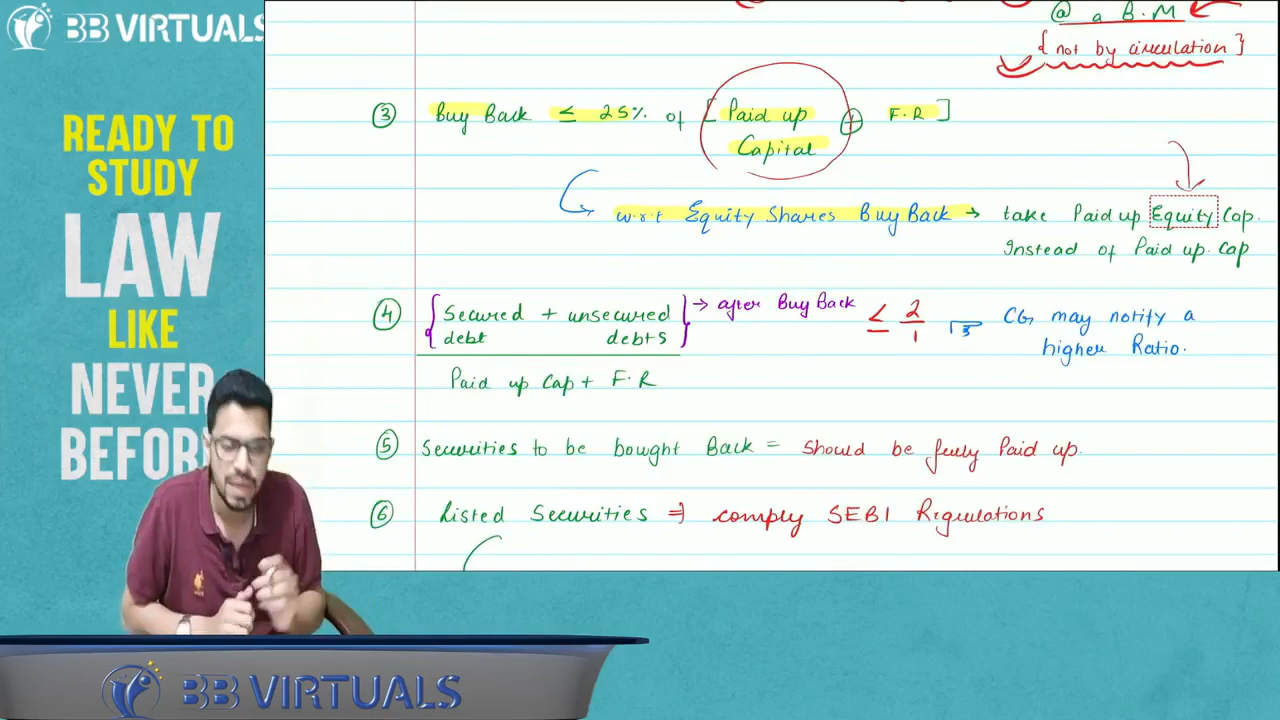 BB VIRTUALS
READY TO
STUDY
LAW
LIKE
NEVER
BEFOR
@ a B.M
{not by circulation}
③ Buy Back ≤ 25% of [Paid up + F.R]
Capital
w.r.t Equity Shares Buy Back → take Paid up Equity Cap.
Instead of Paid up cap
④ {Secured + unsecured} → after Buy Back ≤ 2/1 CG may notify a
debt debts higher Ratio.
Paid up Cap + F.R
⑤ Securities to be bought Back = should be fully Paid up.
⑥ Listed Securities ⇒ comply SEBI Regulations
BB VIRTUALS